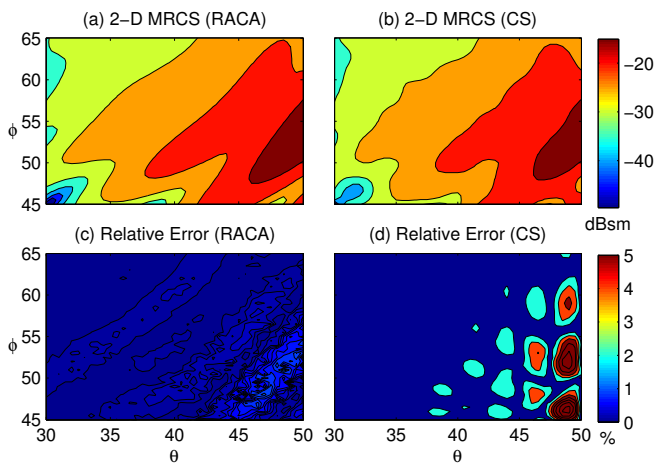 (a) 2-D MRCS (RACA)
(b) 2-D MRCS (CS)
65
60
55
50
45
ϕ
−20
−30
−40
dBsm
(c) Relative Error (RACA)
(d) Relative Error (CS)
65
60
55
50
45
ϕ
30 35 40 45 50
θ
30 35 40 45 50
θ
5
4
3
2
1
0
%